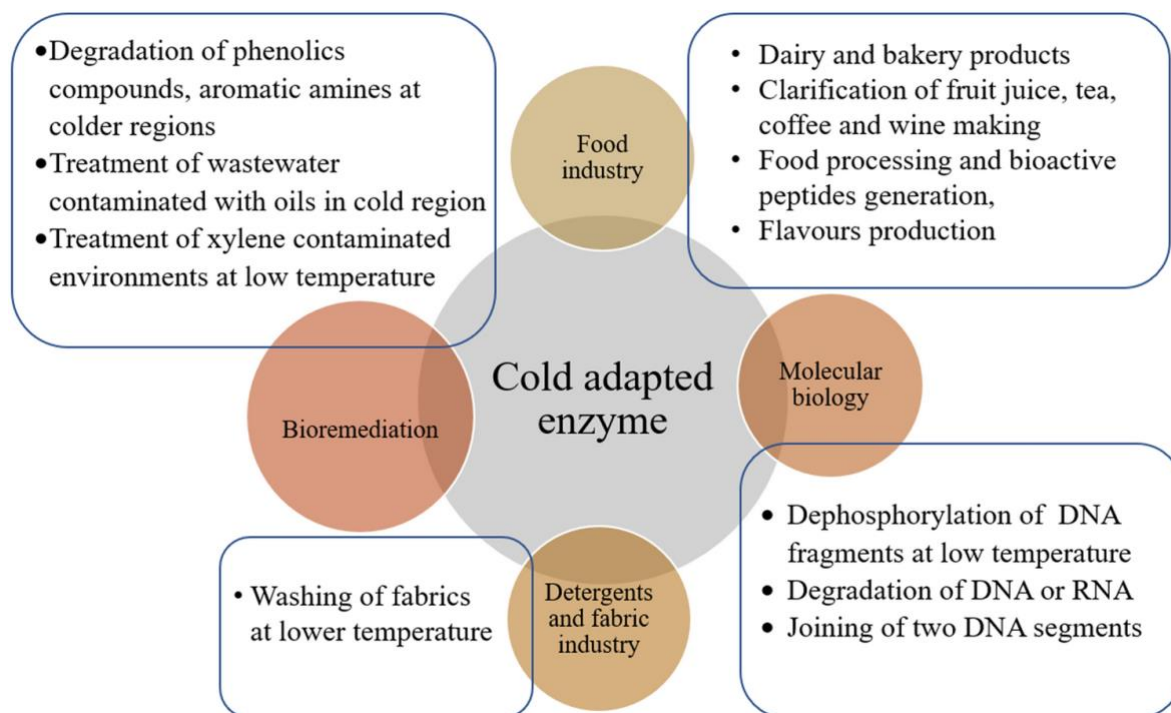 •Degradation of phenolics
compounds, aromatic amines at
colder regions
•Treatment of wastewater
contaminated with oils in cold region
•Treatment of xylene contaminated
environments at low temperature
Food
industry
• Dairy and bakery products
• Clarification of fruit juice, tea,
coffee and wine making
• Food processing and bioactive
peptides generation,
• Flavours production
Bioremediation
Cold adapted
enzyme
Molecular
biology
• Washing of fabrics
at lower temperature
Detergents
and fabric
industry
• Dephosphorylation of DNA
fragments at low temperature
• Degradation of DNA or RNA
• Joining of two DNA segments